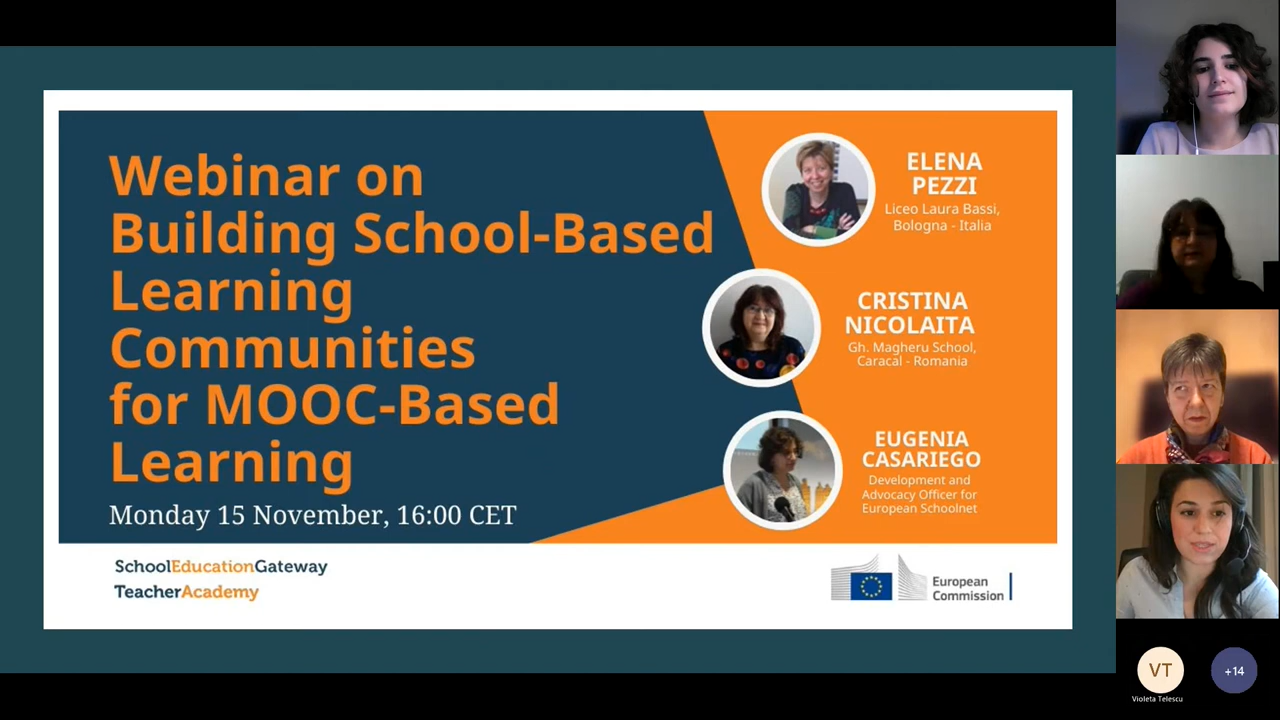 Webinar on
Building School-Based
Learning
Communities
for MOOC-Based
Learning
Monday 15 November, 16:00 CET
ELENA
PEZZI
Liceo Laura Bassi,
Bologna - Italia
CRISTINA
NICOLAITA
Gh. Magheru School,
Caracal - Romania
EUGENIA
CASARIEGO
Development and
Advocacy Officer for
European Schoolnet
SchoolEducationGateway
TeacherAcademy
European
Commission
VT
+14
Violeta Telescu